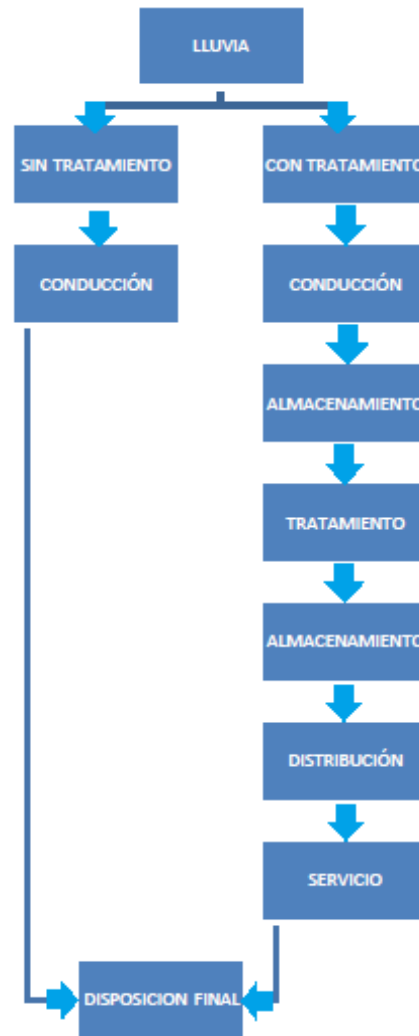 LLUVIA
SIN TRATAMIENTO
CON TRATAMIENTO
CONDUCCIÓN
CONDUCCIÓN
ALMACENAMIENTO
TRATAMIENTO
ALMACENAMIENTO
DISTRIBUCIÓN
SERVICIO
DISPOSICION FINAL